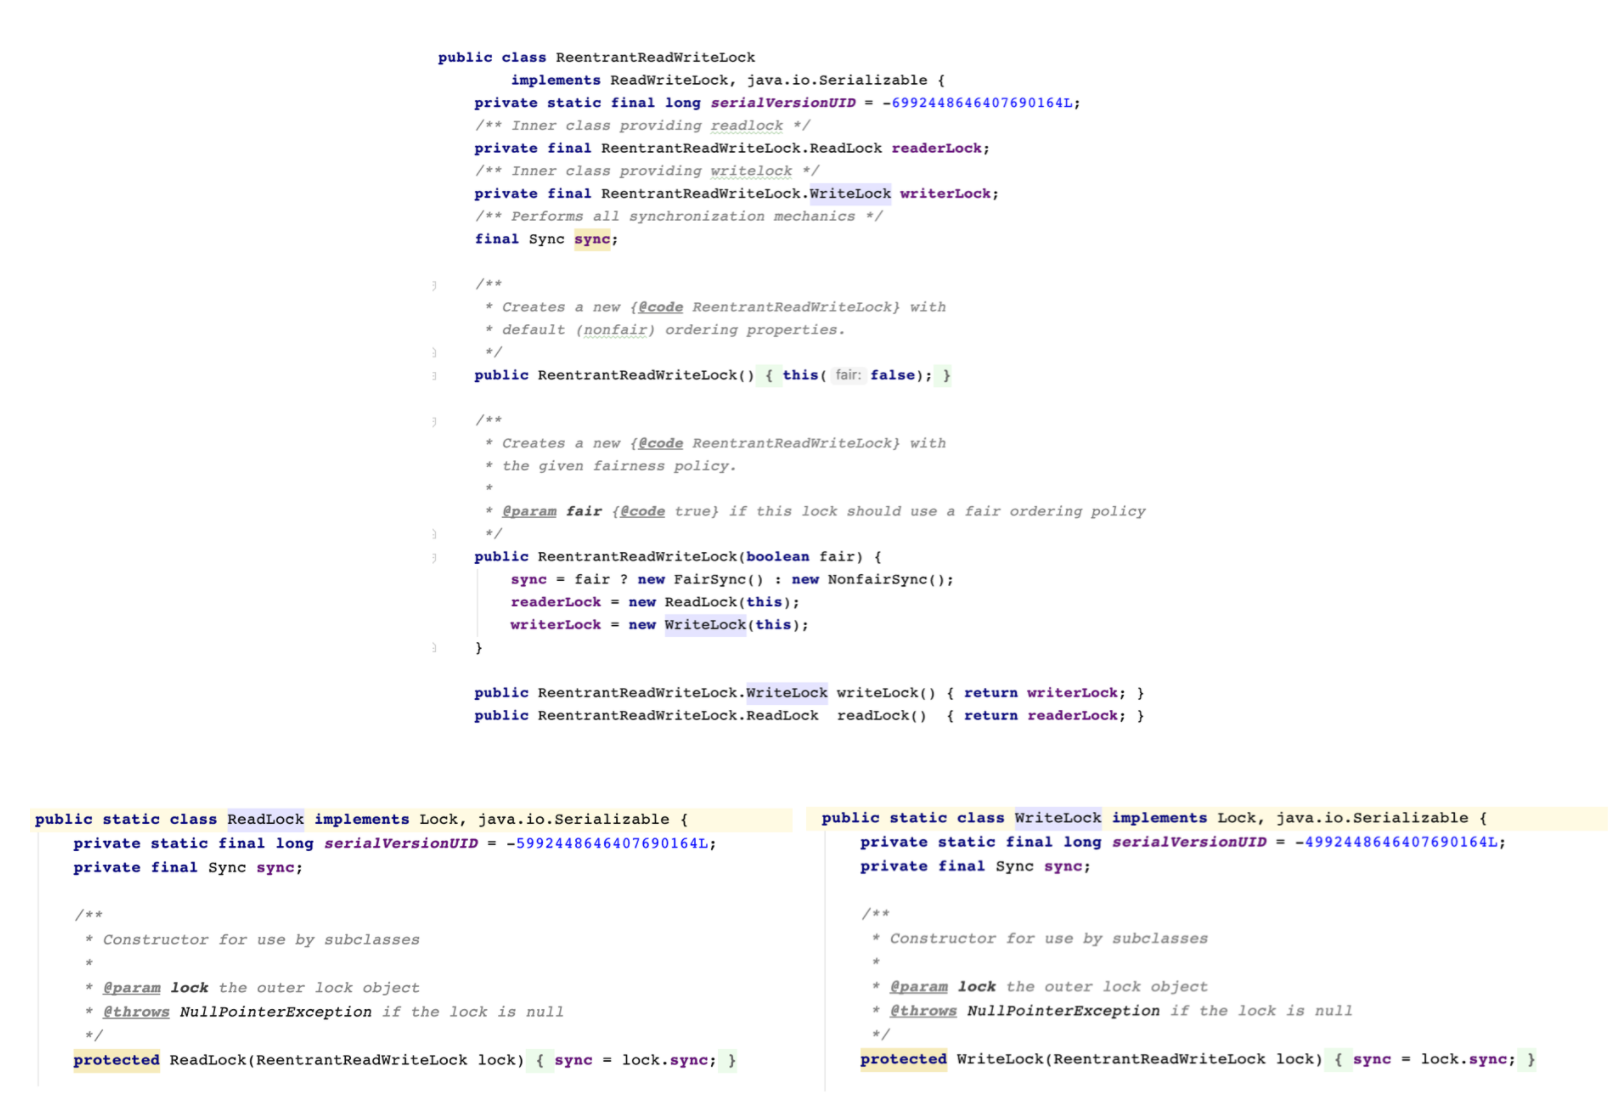 public class ReentrantReadWriteLock
        implements ReadWriteLock, java.io.Serializable {
    private static final long serialVersionUID = -6992448646407690164L;
    /** Inner class providing readlock */
    private final ReentrantReadWriteLock.ReadLock readerLock;
    /** Inner class providing writelock */
    private final ReentrantReadWriteLock.WriteLock writerLock;
    /** Performs all synchronization mechanics */
    final Sync sync;
    /**
     * Creates a new {@code ReentrantReadWriteLock} with
     * default (nonfair) ordering properties.
     */
    public ReentrantReadWriteLock() { this( fair: false); }
    /**
     * Creates a new {@code ReentrantReadWriteLock} with
     * the given fairness policy.
     *
     * @param fair {@code true} if this lock should use a fair ordering policy
     */
    public ReentrantReadWriteLock(boolean fair) {
        sync = fair ? new FairSync() : new NonfairSync();
        readerLock = new ReadLock(this);
        writerLock = new WriteLock(this);
    }
    public ReentrantReadWriteLock.WriteLock writeLock() { return writerLock; }
    public ReentrantReadWriteLock.ReadLock  readLock()  { return readerLock; }
public static class ReadLock implements Lock, java.io.Serializable {
    private static final long serialVersionUID = -5992448646407690164L;
    private final Sync sync;
    /**
     * Constructor for use by subclasses
     *
     * @param lock the outer lock object
     * @throws NullPointerException if the lock is null
     */
    protected ReadLock(ReentrantReadWriteLock lock) { sync = lock.sync; }
public static class WriteLock implements Lock, java.io.Serializable {
    private static final long serialVersionUID = -4992448646407690164L;
    private final Sync sync;
    /**
     * Constructor for use by subclasses
     *
     * @param lock the outer lock object
     * @throws NullPointerException if the lock is null
     */
    protected WriteLock(ReentrantReadWriteLock lock) { sync = lock.sync; }